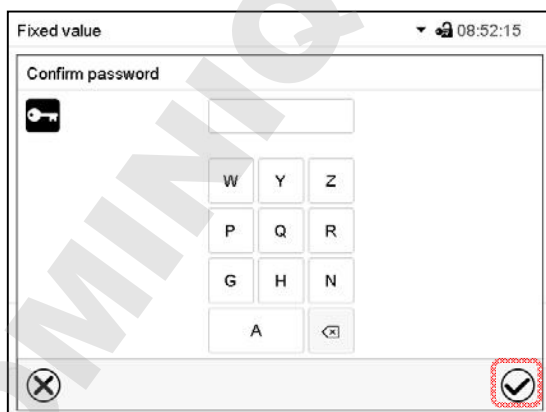 Fixed value 08:52:15
Confirm password
W Y Z
P Q R
G H N
A